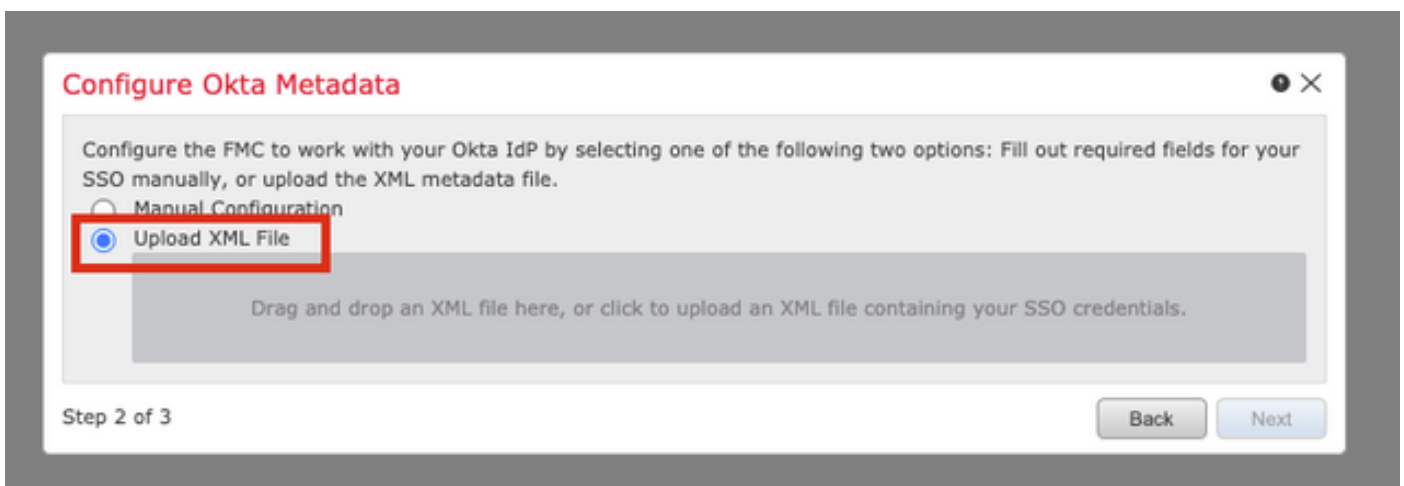 Configure Okta Metadata
Configure the FMC to work with your Okta IdP by selecting one of the following two options: Fill out required fields for your
SSO manually, or upload the XML metadata file.
Manual Configuration
Upload XML File
Drag and drop an XML file here, or click to upload an XML file containing your SSO credentials.
Step 2 of 3
Back
Next